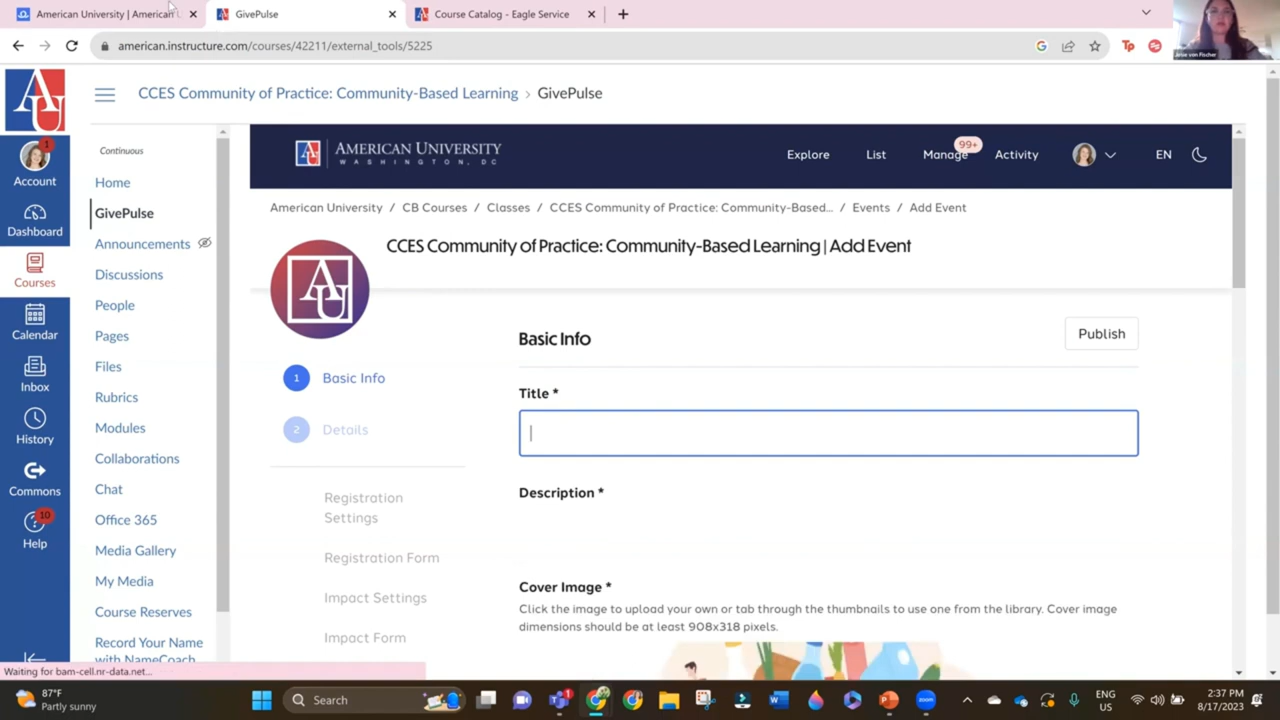 American University | American U
GivePulse
Course Catalog - Eagle Service
american.instructure.com/courses/42211/external_tools/5225
CCES Community of Practice: Community-Based Learning › GivePulse
Continuous
Home
GivePulse
Announcements
Discussions
People
Pages
Files
Rubrics
Modules
Collaborations
Chat
Office 365
Media Gallery
My Media
Course Reserves
Record Your Name
with NameCoach
AU
1
Account
Dashboard
Courses
Calendar
Inbox
History
Commons
10
Help
AMERICAN UNIVERSITY
WASHINGTON, DC
Explore
List
Manage
99+
Activity
EN
American University / CB Courses / Classes / CCES Community of Practice: Community-Based... / Events / Add Event
CCES Community of Practice: Community-Based Learning | Add Event
AU
1 Basic Info
2 Details
Registration
Settings
Registration Form
Impact Settings
Impact Form
Basic Info
Publish
Title *
Description *
Cover Image *
Click the image to upload your own or tab through the thumbnails to use one from the library. Cover image
dimensions should be at least 908x318 pixels.
Waiting for bam-cell.nr-data.net...
87°F
Partly sunny
Search
ENG
US
2:37 PM
8/17/2023